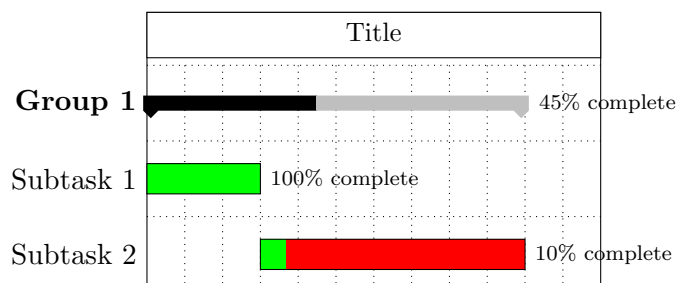 Title
Group 1 45% complete
Subtask 1 100% complete
Subtask 2 10% complete